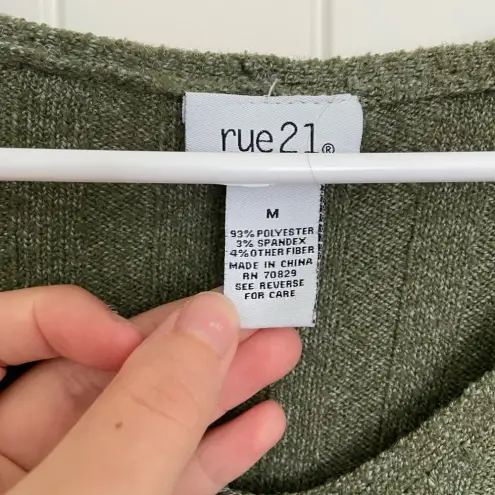 rue21®
M
93% POLYESTER
3% SPANDEX
4% OTHER FIBER
MADE IN CHINA
RN 70829
SEE REVERSE
FOR CARE